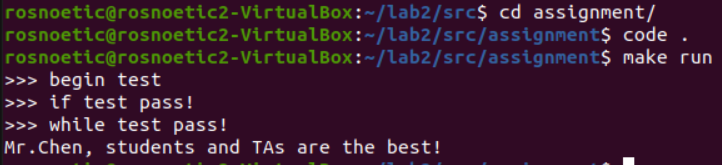 rosnoetic@rosnoetic2-VirtualBox:~/lab2/src$ cd assignment/
rosnoetic@rosnoetic2-VirtualBox:~/lab2/src/assignment$ code .
rosnoetic@rosnoetic2-VirtualBox:~/lab2/src/assignment$ make run
>>> begin test
>>> if test pass!
>>> while test pass!
Mr.Chen, students and TAs are the best!